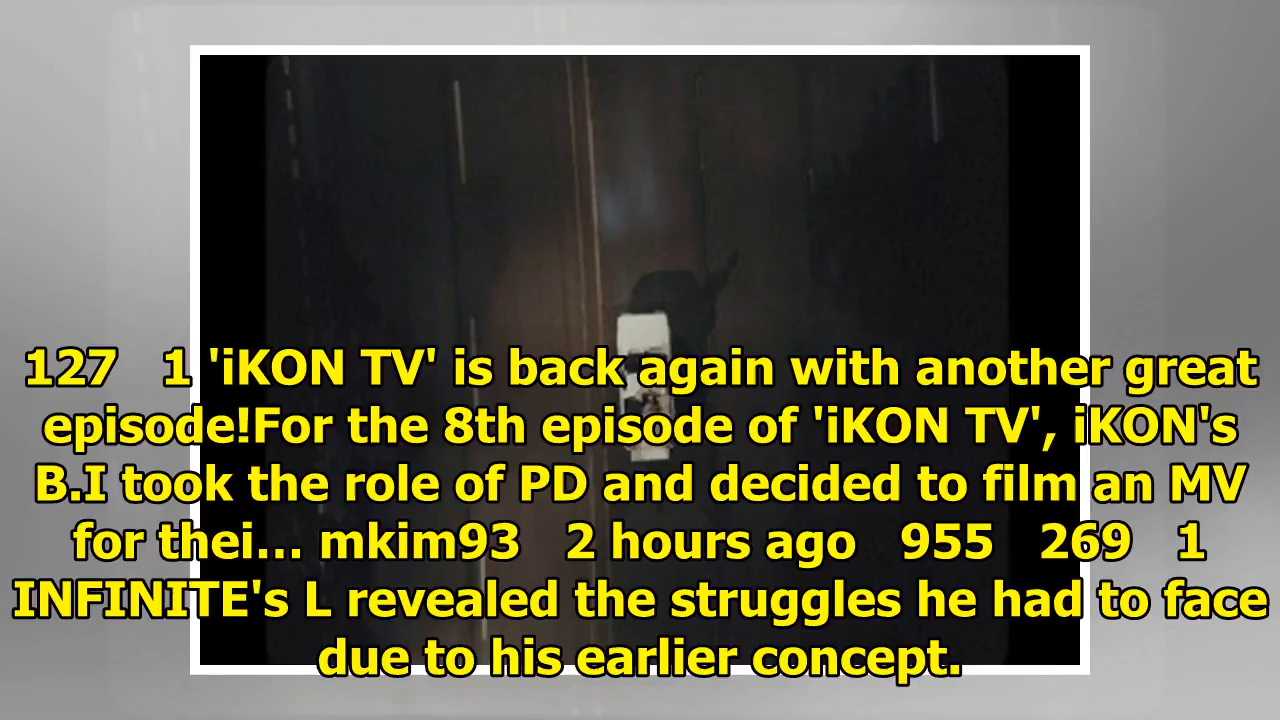 127 1 'iKON TV' is back again with another great
episode!For the 8th episode of 'iKON TV', iKON's
B.I took the role of PD and decided to film an MV
for thei... mkim93 2 hours ago 955 269 1
INFINITE's L revealed the struggles he had to face
due to his earlier concept.